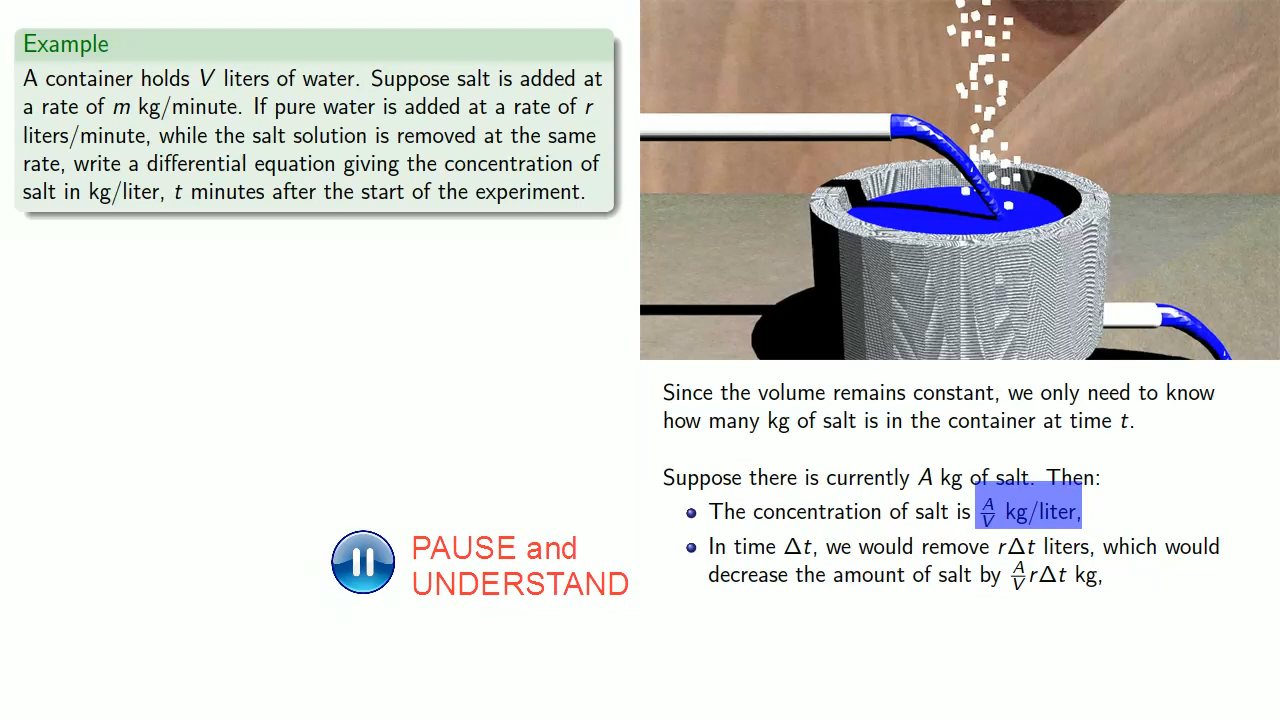 Example
A container holds V liters of water. Suppose salt is added at
a rate of m kg/minute. If pure water is added at a rate of r
liters/minute, while the salt solution is removed at the same
rate, write a differential equation giving the concentration of
salt in kg/liter, t minutes after the start of the experiment.
Since the volume remains constant, we only need to know
how many kg of salt is in the container at time t.
Suppose there is currently A kg of salt. Then:
The concentration of salt is A/V kg/liter,
In time Δt, we would remove rΔt liters, which would
decrease the amount of salt by A/V rΔt kg,
PAUSE and
UNDERSTAND